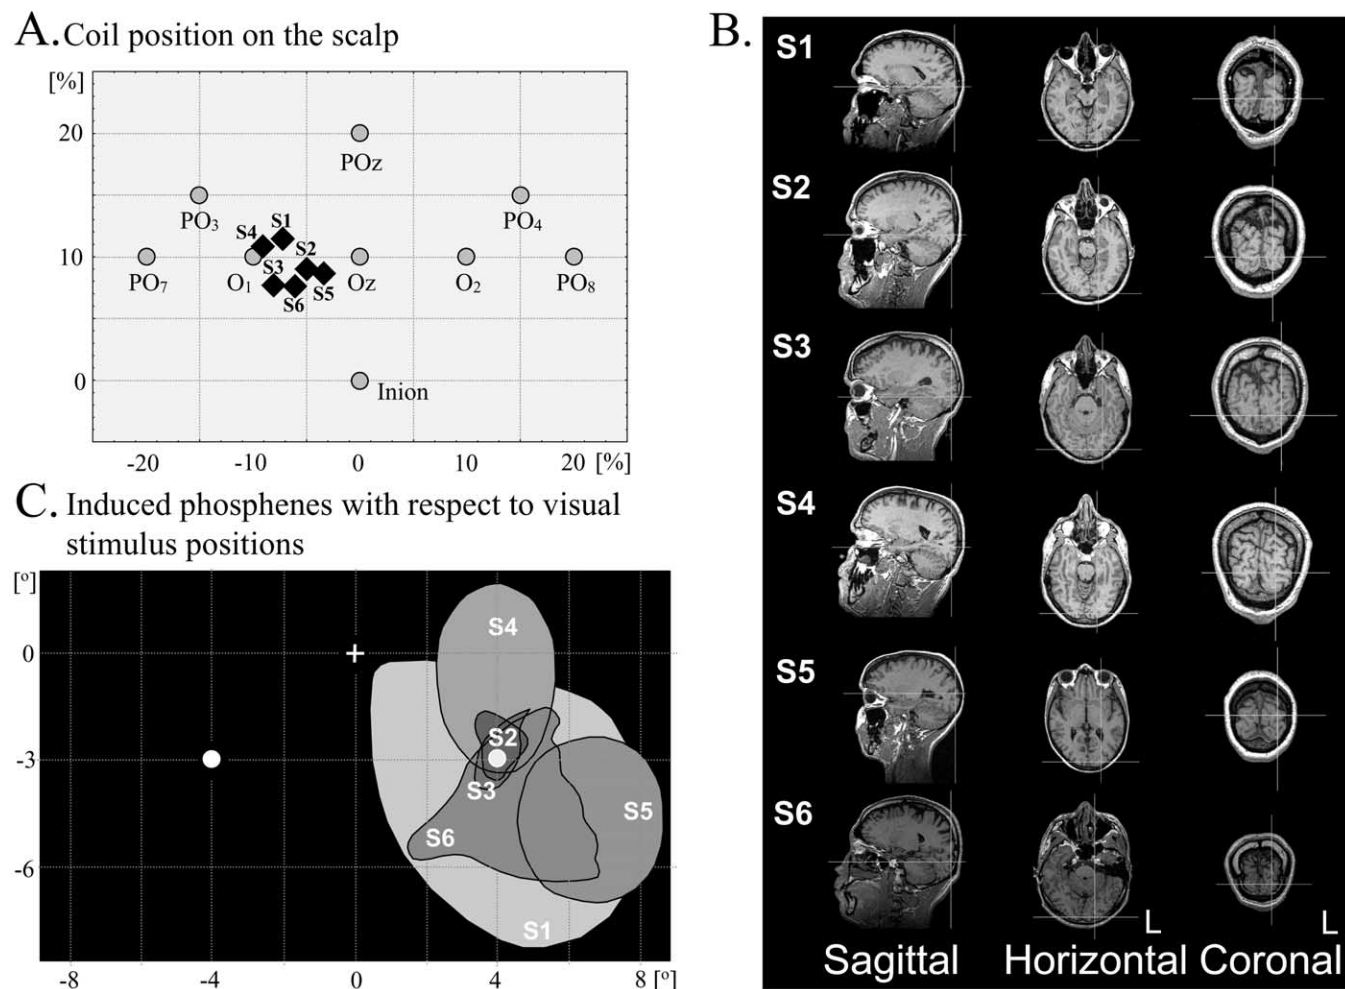 A. Coil position on the scalp
[%]
20
10
0
-20 -10 0 10 20 [%]
POz
PO3 PO4
S4 S1
S2
S3
PO7 O1 S6 S5 Oz O2 PO8
Inion
B.
S1
S2
S3
S4
S5
S6
L L
Sagittal Horizontal Coronal
C. Induced phosphenes with respect to visual
stimulus positions
[°]
0
-3
-6
S4
S2
S3
S5
S6
S1
-8 -4 0 4 8 [°]